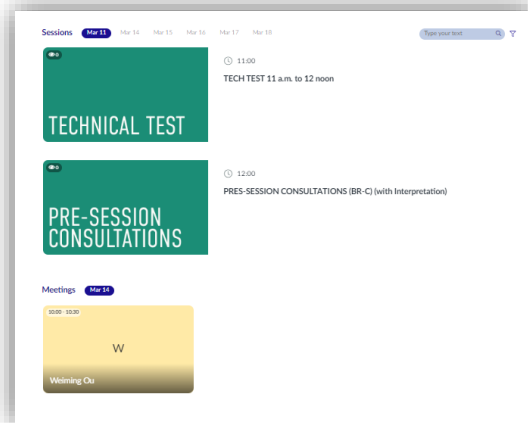 Sessions Mar 11 Mar 14 Mar 15 Mar 16 Mar 17 Mar 18 Type your text
0
11:00
TECH TEST 11 a.m. to 12 noon
TECHNICAL TEST
0
12:00
PRES-SESSION CONSULTATIONS (BR-C) (with Interpretation)
PRE-SESSION
CONSULTATIONS
Meetings Mar 14
10:00 - 10:30
W
Weiming Ou